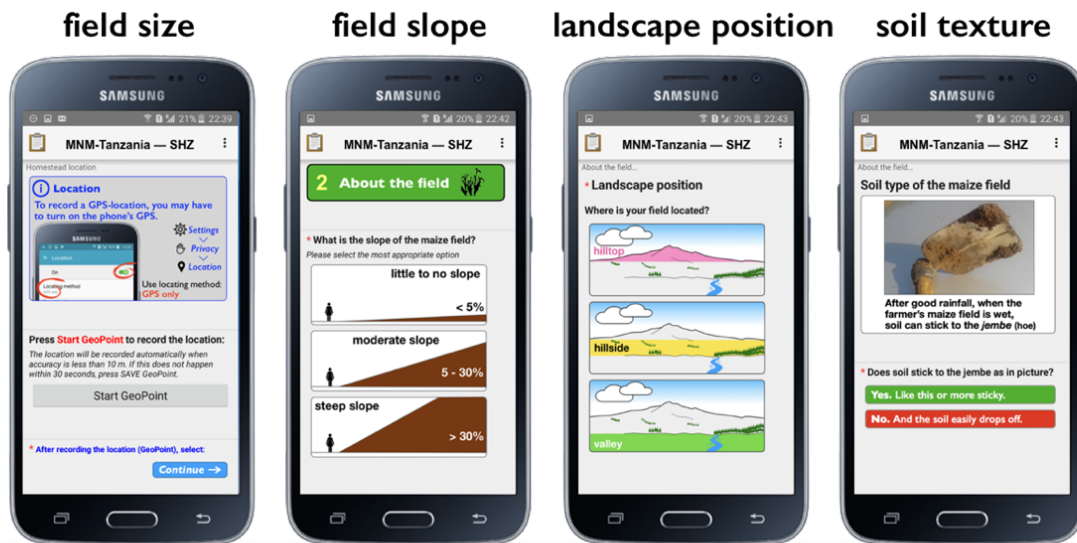 field size
field slope
landscape position
soil texture
SAMSUNG
21% 22:39
MNM-Tanzania — SHZ
Homestead location
i Location
To record a GPS-location, you may have
to turn on the phone's GPS.
SAMSUNG
Location
On
Locating method
GPS only
Settings
Privacy
Location
Use locating method:
GPS only
Press Start GeoPoint to record the location:
The location will be recorded automatically when
accuracy is less than 10 m. If this does not happen
within 30 seconds, press SAVE GeoPoint.
Start GeoPoint
* After recording the location (GeoPoint), select:
Continue →
SAMSUNG
20% 22:42
MNM-Tanzania — SHZ
2 About the field
* What is the slope of the maize field?
Please select the most appropriate option
little to no slope
< 5%
moderate slope
5 - 30%
steep slope
> 30%
SAMSUNG
20% 22:43
MNM-Tanzania — SHZ
About the field...
* Landscape position
Where is your field located?
hilltop
hillside
valley
SAMSUNG
20% 22:43
MNM-Tanzania — SHZ
About the field...
Soil type of the maize field
After good rainfall, when the
farmer's maize field is wet,
soil can stick to the jembe (hoe)
* Does soil stick to the jembe as in picture?
Yes. Like this or more sticky.
No. And the soil easily drops off.